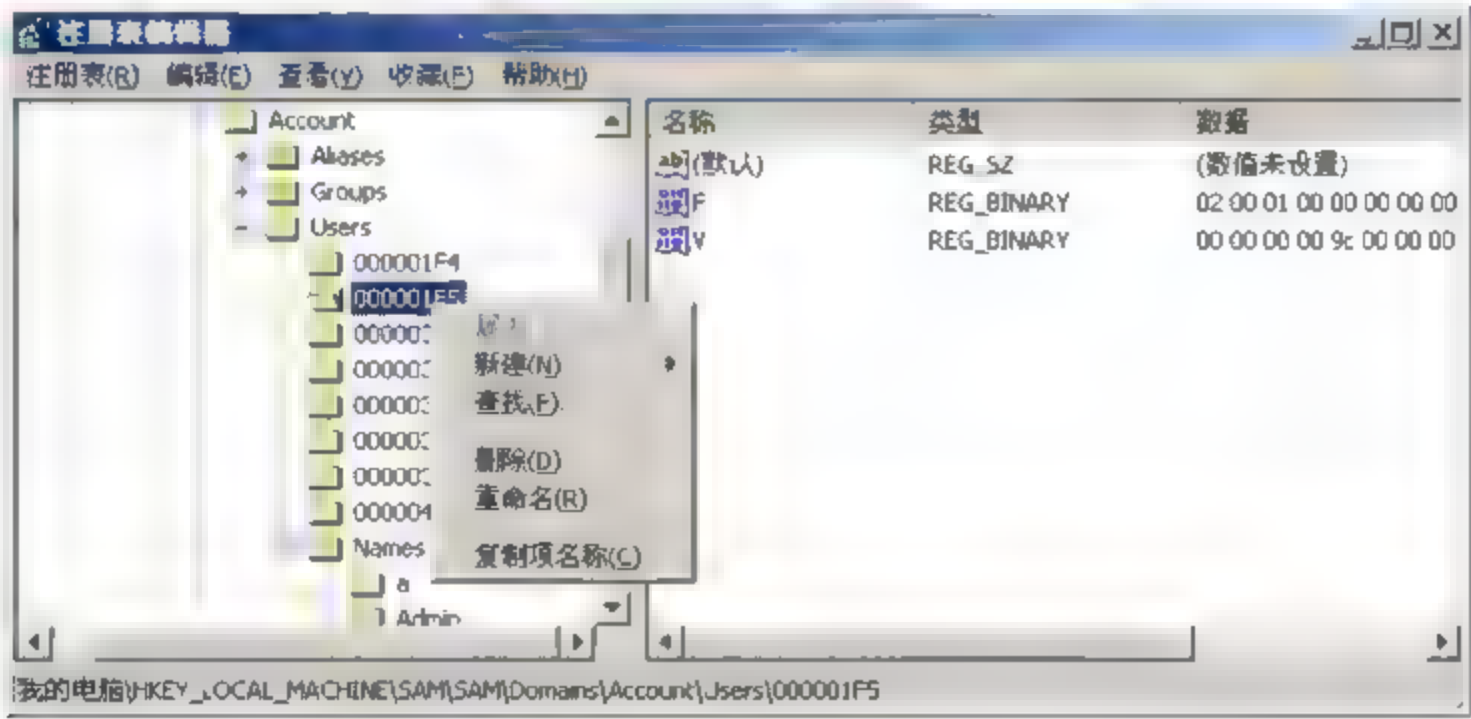 注册表编辑器
注册表(R) 编辑(E) 查看(V) 收藏(F) 帮助(H)
Account
Aliases
Groups
Users
000001F4
000001F5
000003
000003
000004
Names
a
Admin
新建(N)
查找(F)
删除(D)
重命名(R)
复制项名称(C)
名称 类型 数据
ab (默认) REG_SZ (数值未设置)
F REG_BINARY 02 00 01 00 00 00 00 00
V REG_BINARY 00 00 00 00 9c 00 00 00
我的电脑\HKEY_LOCAL_MACHINE\SAM\SAM\Domains\Account\Users\000001F5